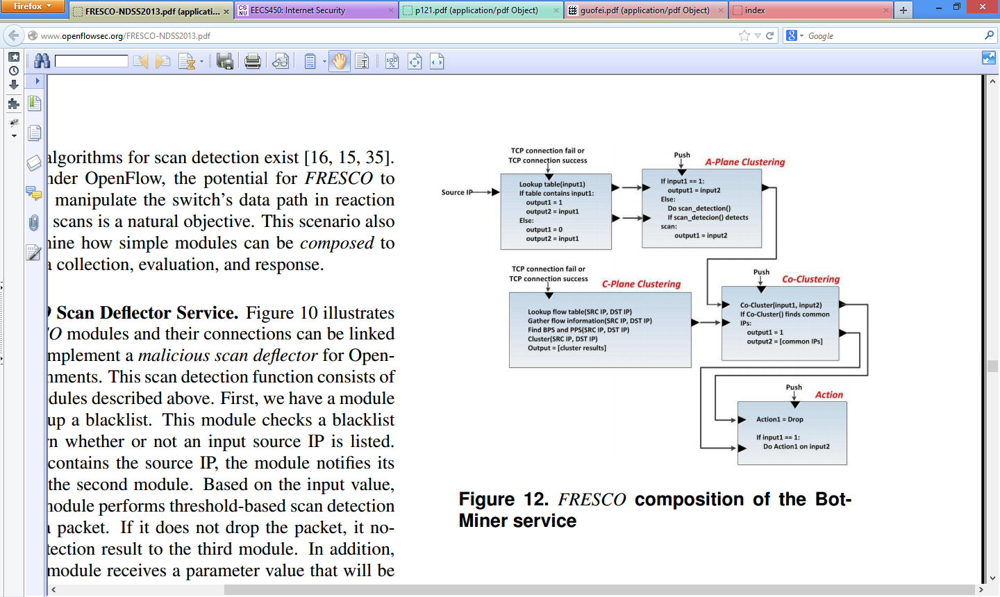 Firefox
FRESCO-NDSS2013.pdf (applicati...
CS NU
EECS450: Internet Security
p121.pdf (application/pdf Object)
guofei.pdf (application/pdf Object)
index
www.openflowsec.org/FRESCO-NDSS2013.pdf
Google
100%
algorithms for scan detection exist [16, 15, 35].
nder OpenFlow, the potential for FRESCO to
manipulate the switch's data path in reaction
scans is a natural objective. This scenario also
nine how simple modules can be composed to
a collection, evaluation, and response.
Scan Deflector Service. Figure 10 illustrates
O modules and their connections can be linked
mplement a malicious scan deflector for Open-
nments. This scan detection function consists of
dules described above. First, we have a module
up a blacklist. This module checks a blacklist
rn whether or not an input source IP is listed.
contains the source IP, the module notifies its
the second module. Based on the input value,
nodule performs threshold-based scan detection
a packet. If it does not drop the packet, it no-
tection result to the third module. In addition,
module receives a parameter value that will be
TCP connection fail or
TCP connection success
Source IP
Lookup table(input1)
If table contains input1:
output1 = 1
output2 = input1
Else:
output1 = 0
output2 = input1
Push
A-Plane Clustering
If input1 == 1:
output1 = input2
Else:
Do scan_detection()
If scan_detecion() detects
scan:
output1 = input2
TCP connection fail or
TCP connection success
C-Plane Clustering
Lookup flow table(SRC IP, DST IP)
Gather flow information(SRC IP, DST IP)
Find BPS and PPS(SRC IP, DST IP)
Cluster(SRC IP, DST IP)
Output = [cluster results]
Push
Co-Clustering
Co-Cluster(input1, input2)
If Co-Cluster() finds common
IPs:
output1 = 1
output2 = [common IPs]
Push
Action
Action1 = Drop
If input1 == 1:
Do Action1 on input2
Figure 12. FRESCO composition of the Bot-
Miner service